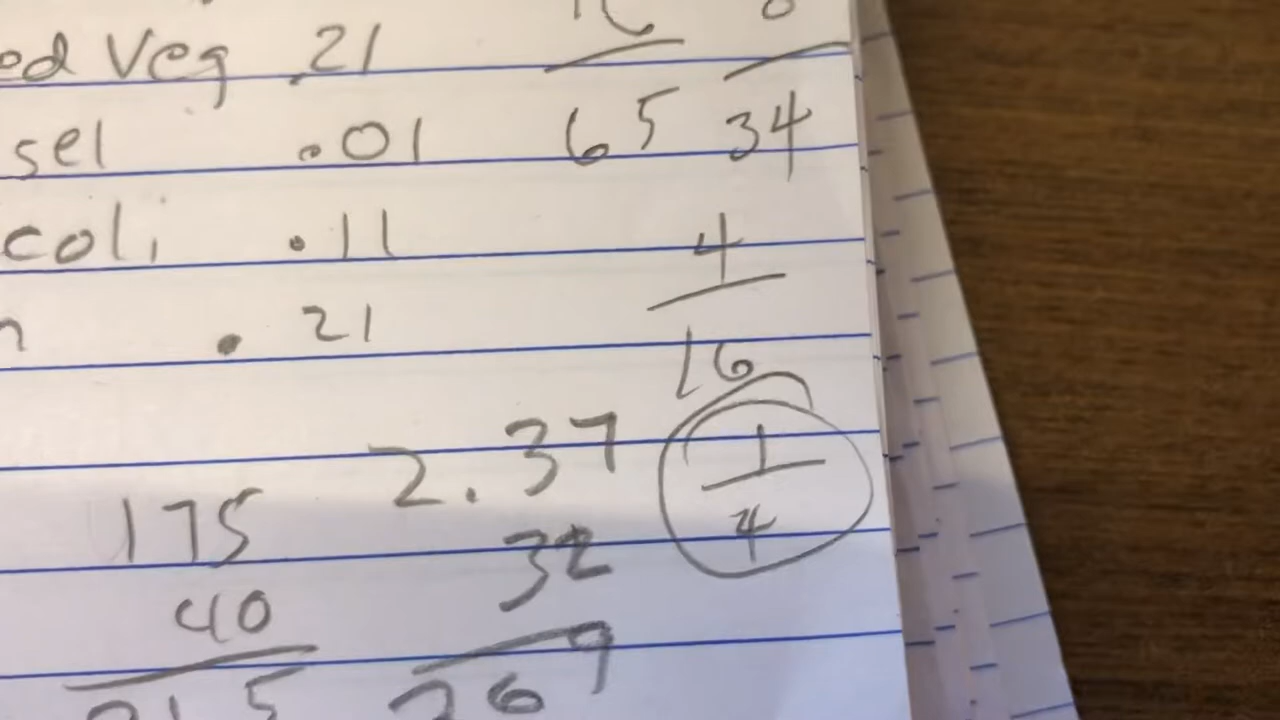 ed Veg .21
sel .01 65 34
coli .11 4
n .21 16
2.37 1
175 32 4
40
215 269